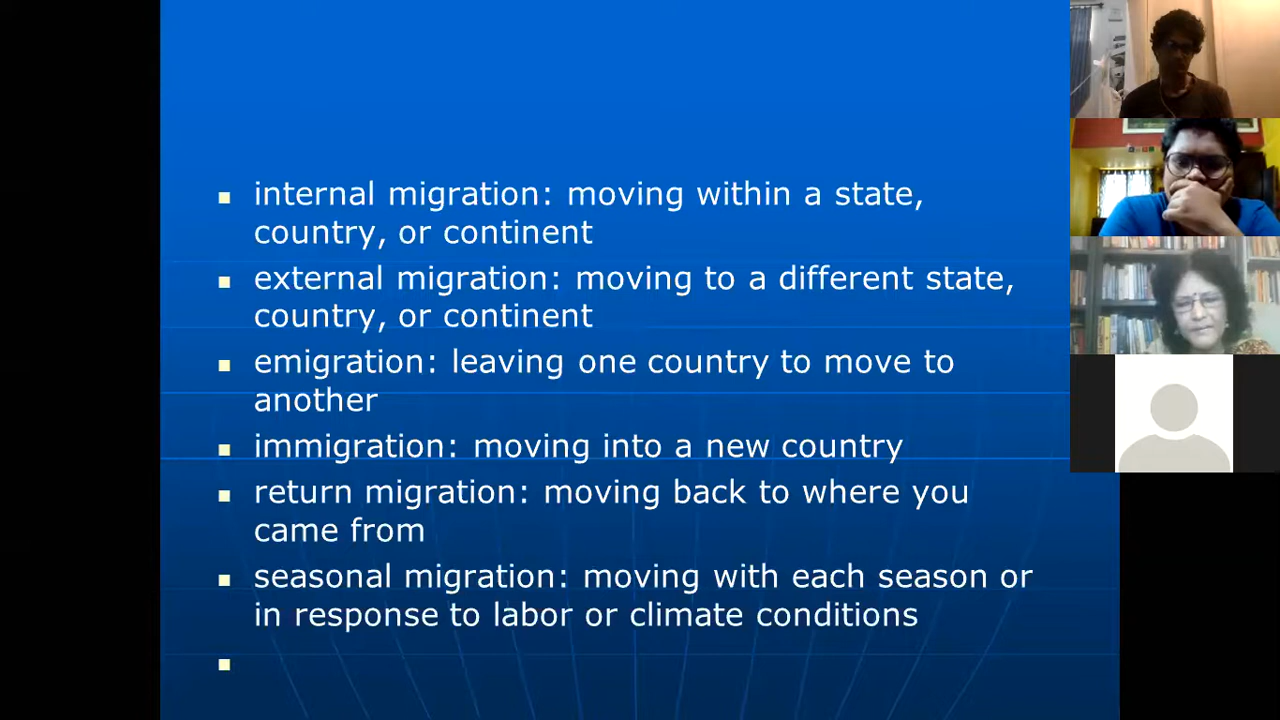 internal migration: moving within a state,
country, or continent
external migration: moving to a different state,
country, or continent
emigration: leaving one country to move to
another
immigration: moving into a new country
return migration: moving back to where you
came from
seasonal migration: moving with each season or
in response to labor or climate conditions